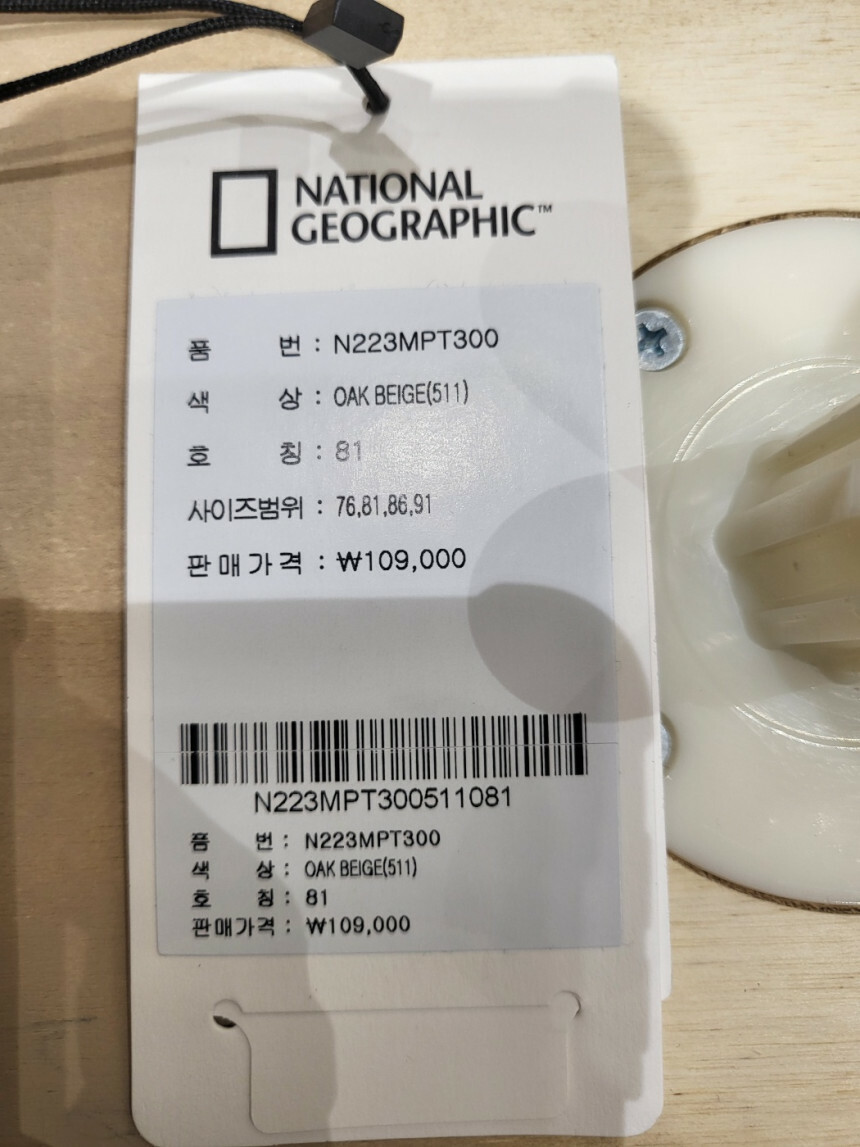 NATIONAL
GEOGRAPHIC™
품 번 : N223MPT300
색 상 : OAK BEIGE(511)
호 칭 : 81
사이즈범위 : 76,81,86,91
판매가격 : ₩109,000
N223MPT300511081
품 번 : N223MPT300
색 상 : OAK BEIGE(511)
호 칭 : 81
판매가격 : ₩109,000